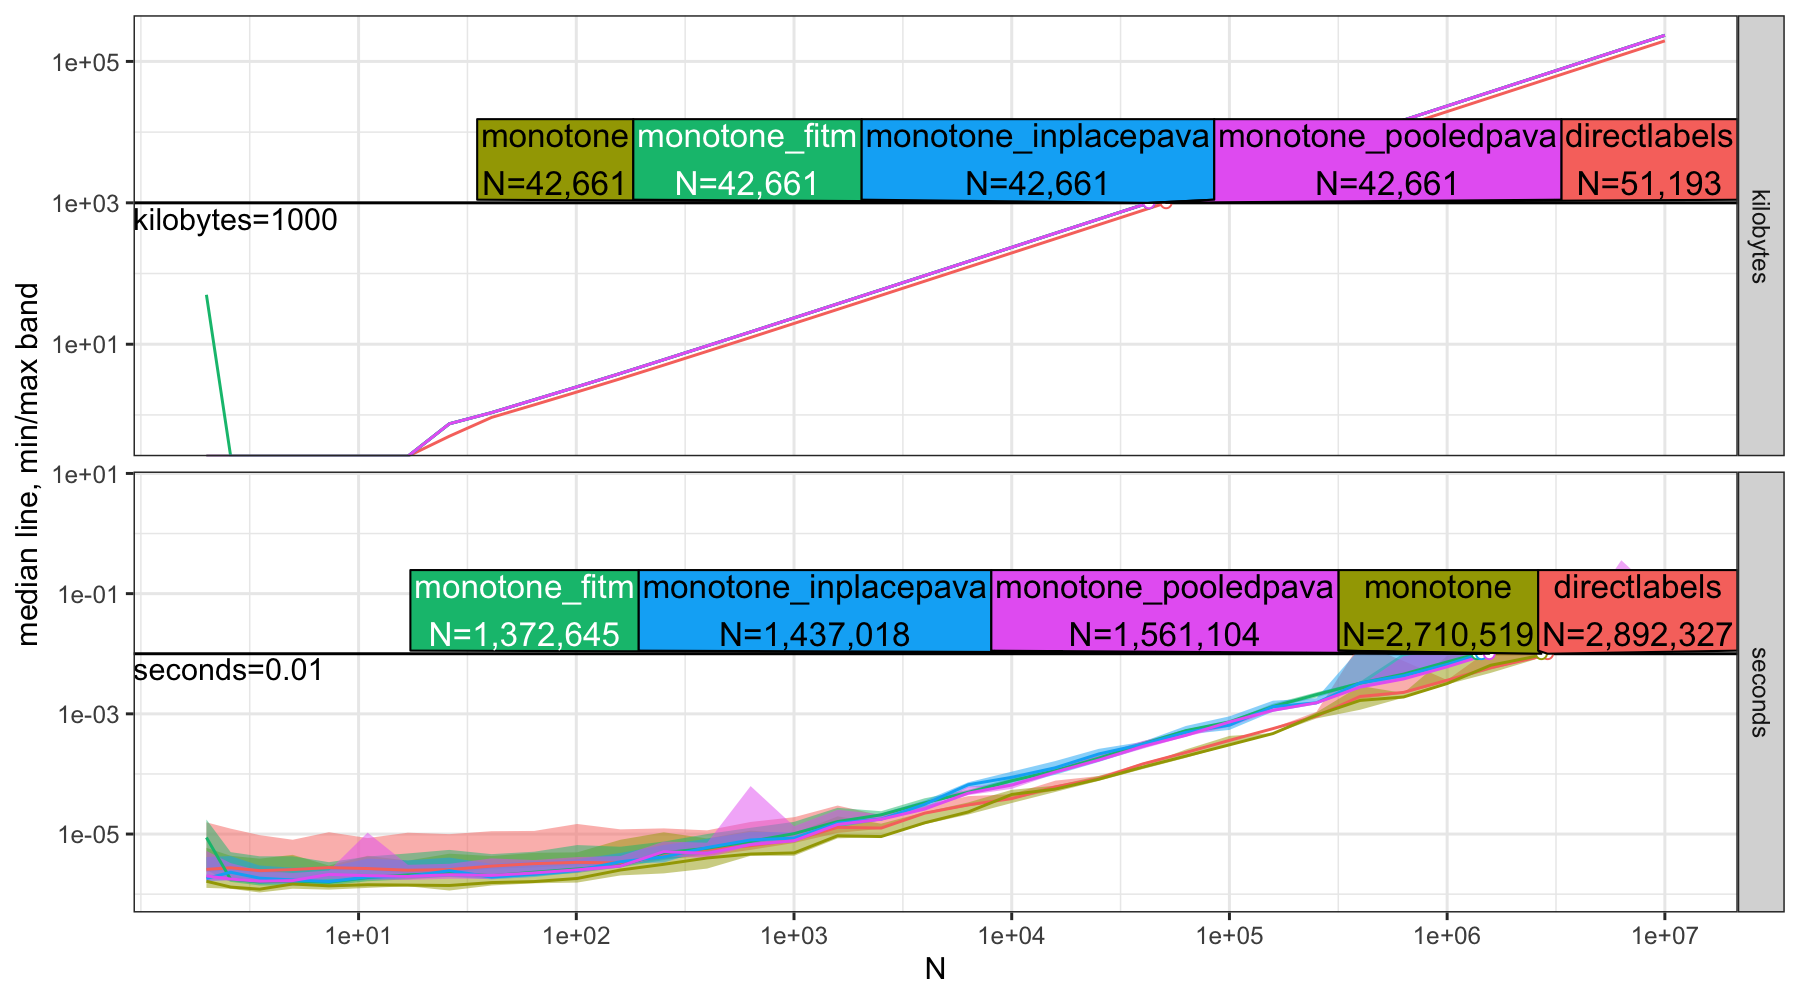 1e+05
monotone monotone_fitm monotone_inplacepava monotone_pooledpava directlabels
N=42,661 N=42,661 N=42,661 N=42,661 N=51,193
1e+03
kilobytes=1000
1e+01
kilobytes
median line, min/max band
1e+01
1e-01
monotone_fitm monotone_inplacepava monotone_pooledpava monotone directlabels
N=1,372,645 N=1,437,018 N=1,561,104 N=2,710,519 N=2,892,327
seconds=0.01
1e-03
1e-05
seconds
1e+01 1e+02 1e+03 1e+04 1e+05 1e+06 1e+07
N